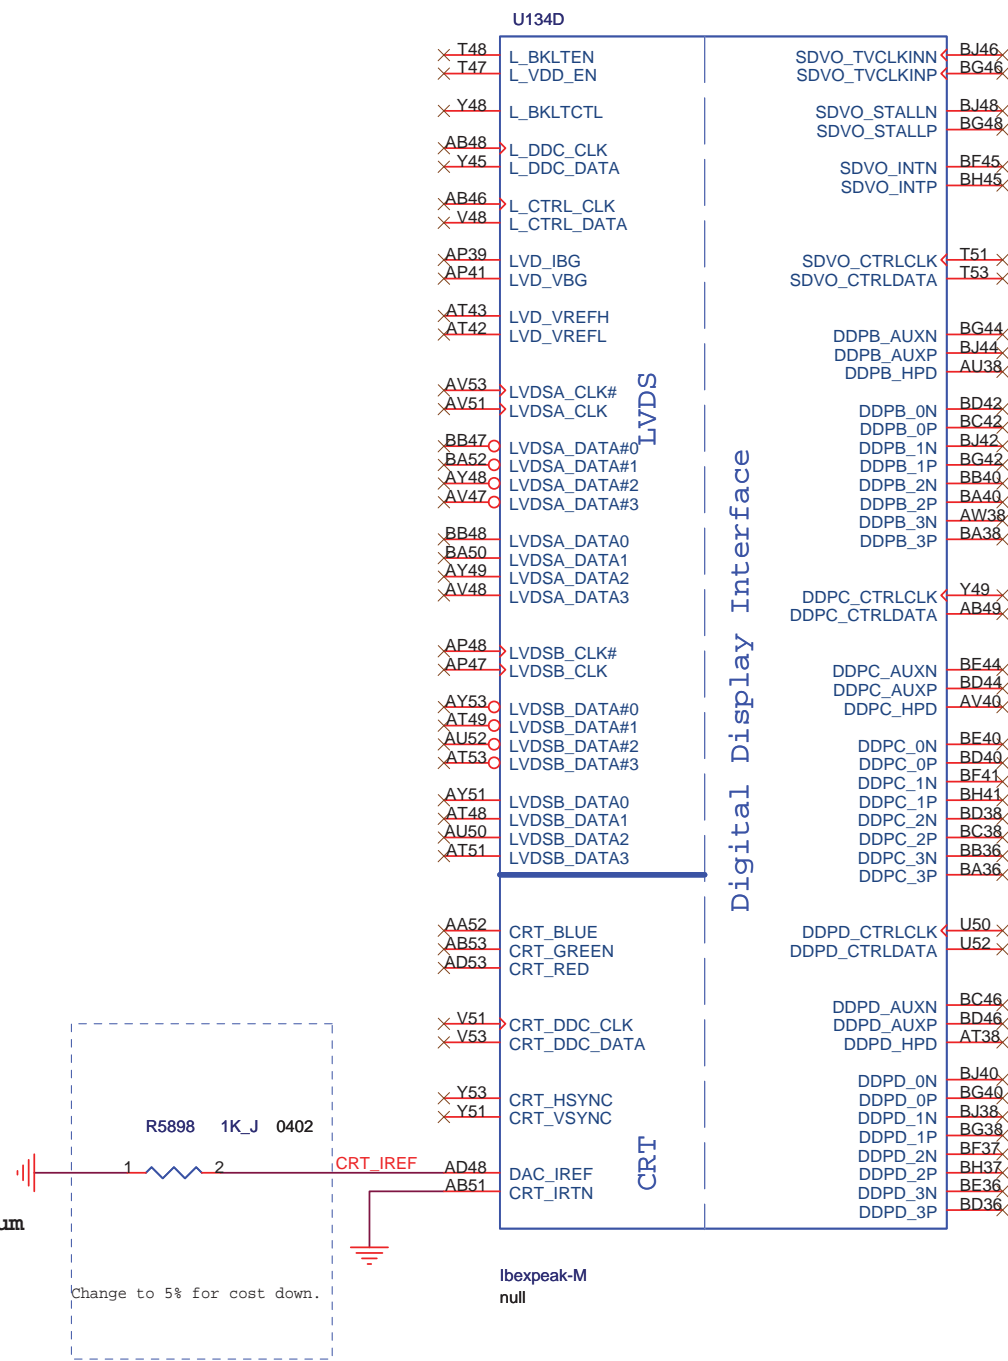 U134D
T48 L_BKLTEN SDVO_TVCLKINN BJ46
T47 L_VDD_EN SDVO_TVCLKINP BG46
Y48 L_BKLTCTL SDVO_STALLN BJ48
SDVO_STALLP BG48
AB48 L_DDC_CLK
Y45 L_DDC_DATA SDVO_INTN BF45
SDVO_INTP BH45
AB46 L_CTRL_CLK
V48 L_CTRL_DATA
AP39 LVD_IBG SDVO_CTRLCLK T51
AP41 LVD_VBG SDVO_CTRLDATA T53
AT43 LVD_VREFH
AT42 LVD_VREFL DDPB_AUXN BG44
DDPB_AUXP BJ44
DDPB_HPD AU38
AV53 LVDSA_CLK#
AV51 LVDSA_CLK DDPB_0N BD42
DDPB_0P BC42
BB47 LVDSA_DATA#0 DDPB_1N BJ42
BA52 LVDSA_DATA#1 DDPB_1P BG42
AY48 LVDSA_DATA#2 DDPB_2N BB40
AV47 LVDSA_DATA#3 DDPB_2P BA40
DDPB_3N AW38
BB48 LVDSA_DATA0 DDPB_3P BA38
BA50 LVDSA_DATA1
AY49 LVDSA_DATA2
AV48 LVDSA_DATA3 DDPC_CTRLCLK Y49
DDPC_CTRLDATA AB49
LVDS
Digital Display Interface
AP48 LVDSB_CLK#
AP47 LVDSB_CLK DDPC_AUXN BE44
DDPC_AUXP BD44
AY53 LVDSB_DATA#0 DDPC_HPD AV40
AT49 LVDSB_DATA#1
AU52 LVDSB_DATA#2 DDPC_0N BE40
AT53 LVDSB_DATA#3 DDPC_0P BD40
DDPC_1N BF41
AY51 LVDSB_DATA0 DDPC_1P BH41
AT48 LVDSB_DATA1 DDPC_2N BD38
AU50 LVDSB_DATA2 DDPC_2P BC38
AT51 LVDSB_DATA3 DDPC_3N BB36
DDPC_3P BA36
AA52 CRT_BLUE DDPD_CTRLCLK U50
AB53 CRT_GREEN DDPD_CTRLDATA U52
AD53 CRT_RED
DDPD_AUXN BC46
V51 CRT_DDC_CLK DDPD_AUXP BD46
V53 CRT_DDC_DATA DDPD_HPD AT38
DDPD_0N BJ40
Y53 CRT_HSYNC DDPD_0P BG40
Y51 CRT_VSYNC DDPD_1N BJ38
R5898 1K_J 0402 DDPD_1P BG38
CRT
DDPD_2N BF37
1 2 CRT_IREF AD48 DAC_IREF DDPD_2P BH37
AB51 CRT_IRTN DDPD_3N BE36
DDPD_3P BD36
um
Ibexpeak-M
Change to 5% for cost down.
null